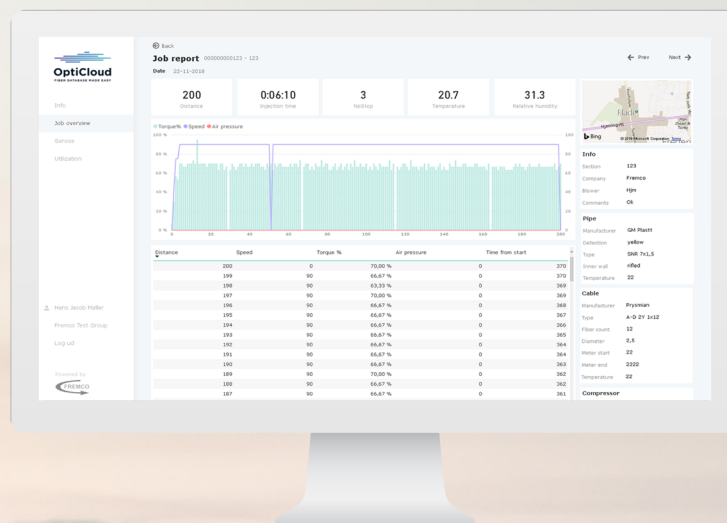 OptiCloud
FIBER DATABASE MADE EASY
Info
Job overview
Service
Utilization
Hans Jacob Møller
Fremco Test Group
Log ud
Powered by
FREMCO
Back
Job report 000000000122 - 123
Date 22-11-2018
Prev Next
200
Distance
0:06:10
Injection time
3
20.7
Temperature
31.3
Relative humidity
Torque% Speed Air pressure
100 % 100
80 % 80
60 % 60
40 % 40
20 % 20
0 % 0
0 20 40 60 80 100 120 140 160 180 200
Distance Speed Torque % Air pressure Time from start
200 0 70,00 % 0 370
199 90 66,67 % 0 370
198 90 63,33 % 0 369
197 90 70,00 % 0 369
196 90 66,67 % 0 368
195 90 66,67 % 0 367
194 90 66,67 % 0 366
193 90 66,67 % 0 365
192 90 66,67 % 0 364
191 90 66,67 % 0 364
190 90 66,67 % 0 363
189 90 70,00 % 0 362
188 90 66,67 % 0 362
187 90 66,67 % 0 361
Bing
© 2018 Microsoft Corporation Terms
Info
Section 123
Company Fremco
Blower Hjm
Comments Ok
Pipe
Manufacturer GM Plastt
Definition yellow
Type SNR 7x1,5
Inner wall rifled
Temperature 22
Cable
Manufacturer Prysmian
Type A-D 2Y 1x12
Fiber count 12
Diameter 2,5
Meter start 22
Meter end 2222
Temperature 22
Compressor